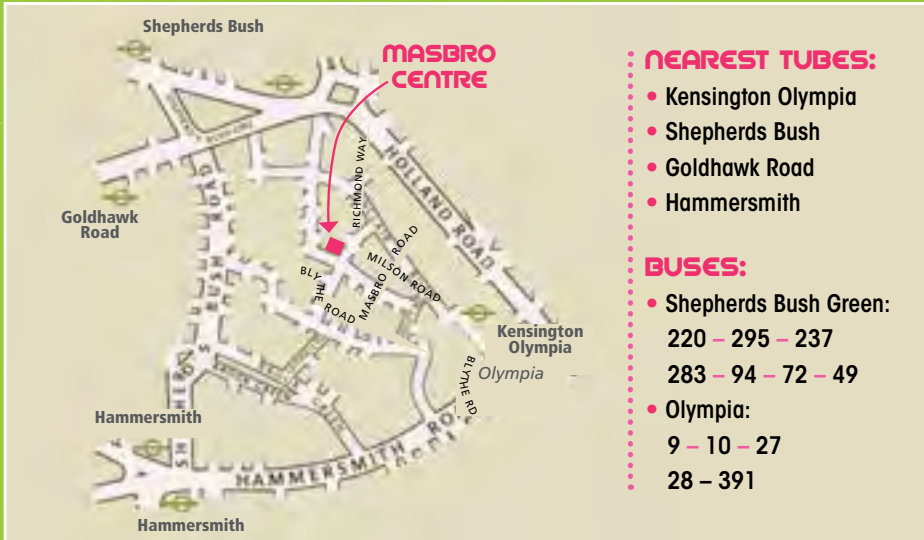 Shepherds Bush
MASBRO
CENTRE
RICHMOND WAY
HOLLAND ROAD
Goldhawk
Road
MILSON ROAD
MASBRO ROAD
BLYTHE ROAD
Kensington
Olympia
Olympia
BLYTHE RD
Hammersmith
HAMMERSMITH RO
Hammersmith
NEAREST TUBES:
• Kensington Olympia
• Shepherds Bush
• Goldhawk Road
• Hammersmith
BUSES:
• Shepherds Bush Green:
220 – 295 – 237
283 – 94 – 72 – 49
• Olympia:
9 – 10 – 27
28 – 391